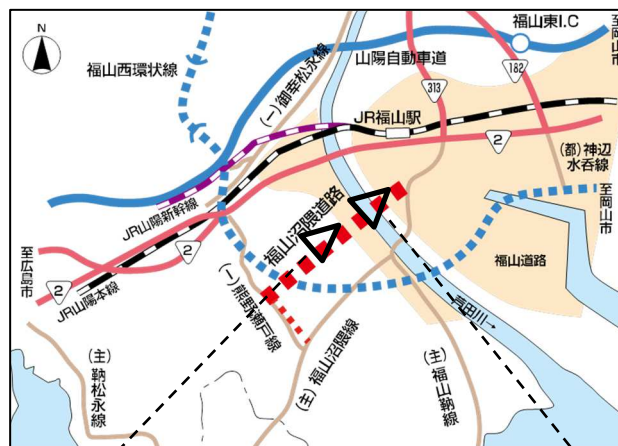 N
福山東I.C
至岡山市
山陽自動車道
182
福山西環状線
(一)御幸松永線
313
JR福山駅
2
(都)神辺
水呑線
至岡山市
JR山陽新幹線
福山沼隈道路
福山道路
至広島市
2
2
JR山陽本線
(一)熊野瀬戸線
芦田川→
(主)鞆松永線
(主)福山沼隈線
(主)福山鞆線